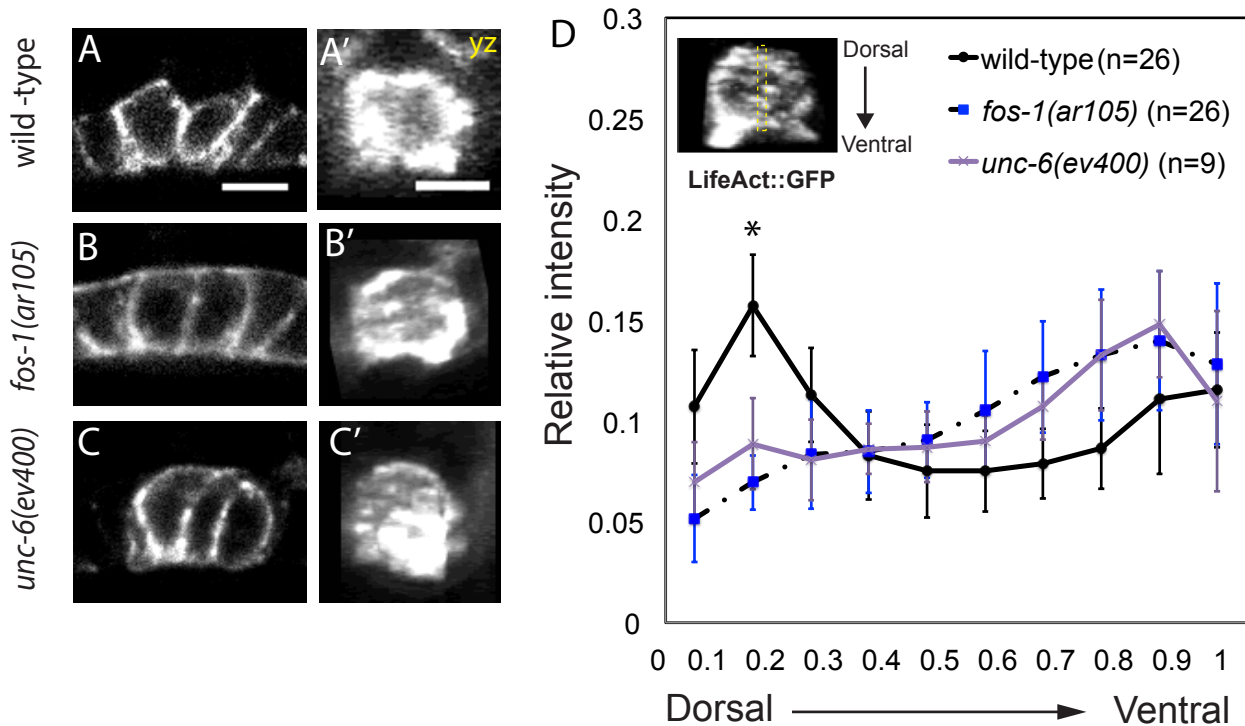 wild -type
A
A'
yz
fos-1(ar105)
B
B'
unc-6(ev400)
C
C'
D
Dorsal
Ventral
LifeAct::GFP
wild-type (n=26)
fos-1(ar105) (n=26)
unc-6(ev400) (n=9)
*
Relative intensity
0.3
0.25
0.2
0.15
0.1
0.05
0
0 0.1 0.2 0.3 0.4 0.5 0.6 0.7 0.8 0.9 1
Dorsal Ventral